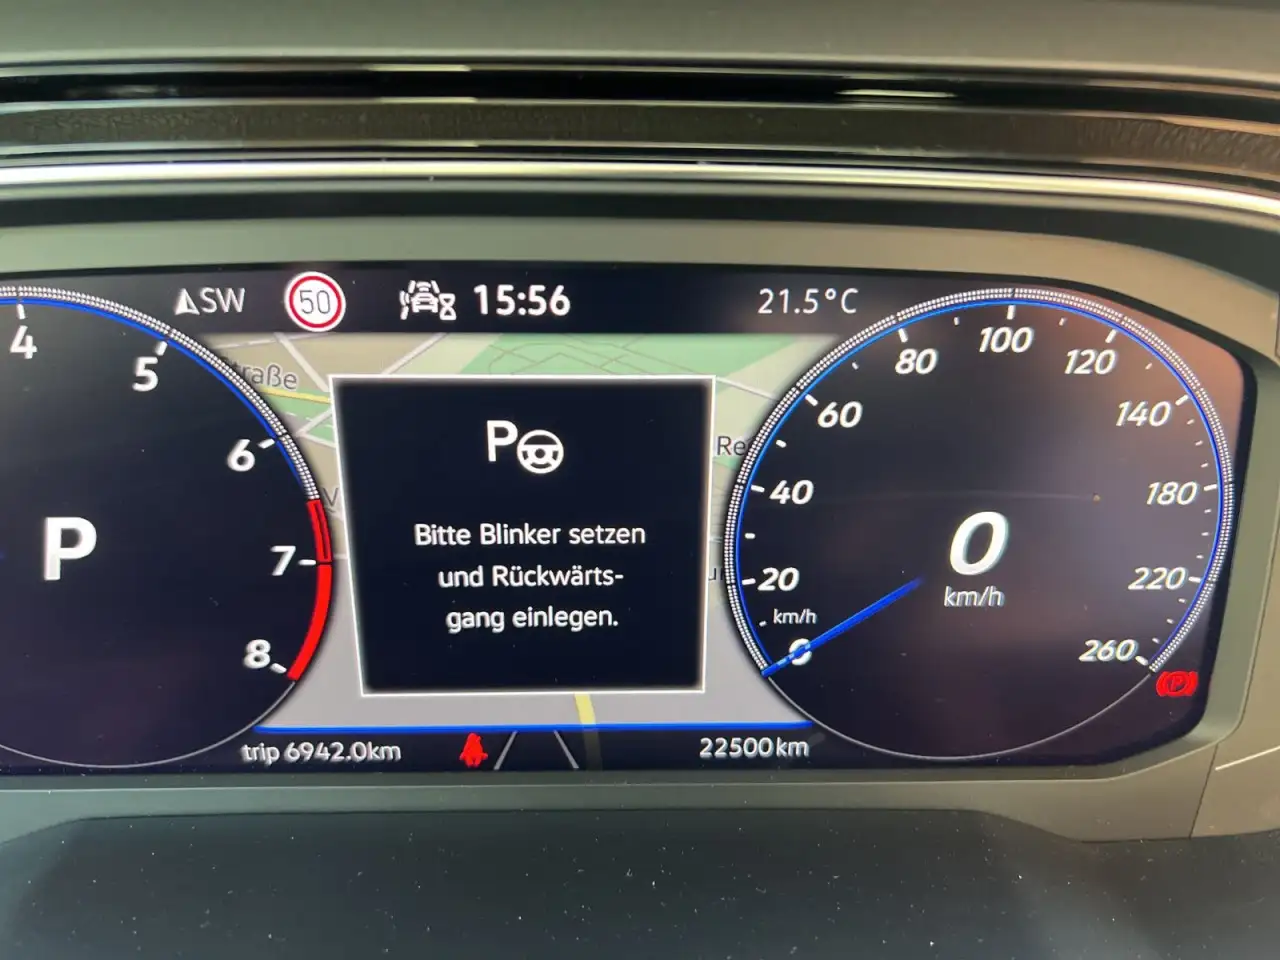 SW
50
15:56
21.5°C
4
5
6
7
8
P
raße
Re
V
P
Bitte Blinker setzen
und Rückwärts-
gang einlegen.
20
40
60
80
100
120
140
180
220
260
0
km/h
km/h
0
P
trip 6942.0km
22500km